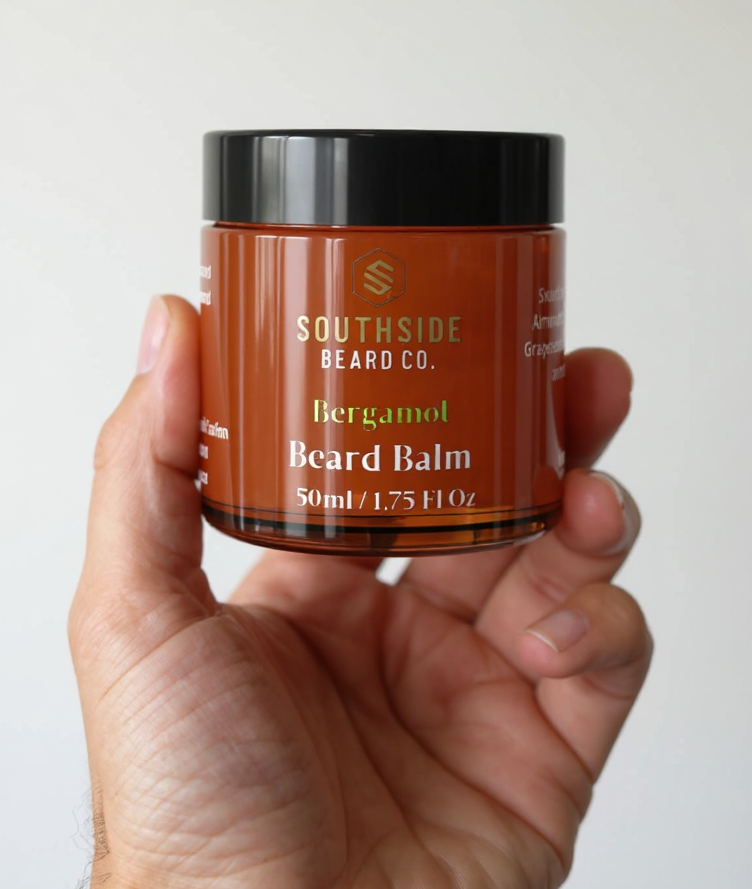 SOUTHSIDE
BEARD CO.
Bergamot
Beard Balm
50ml / 1.75 Fl Oz